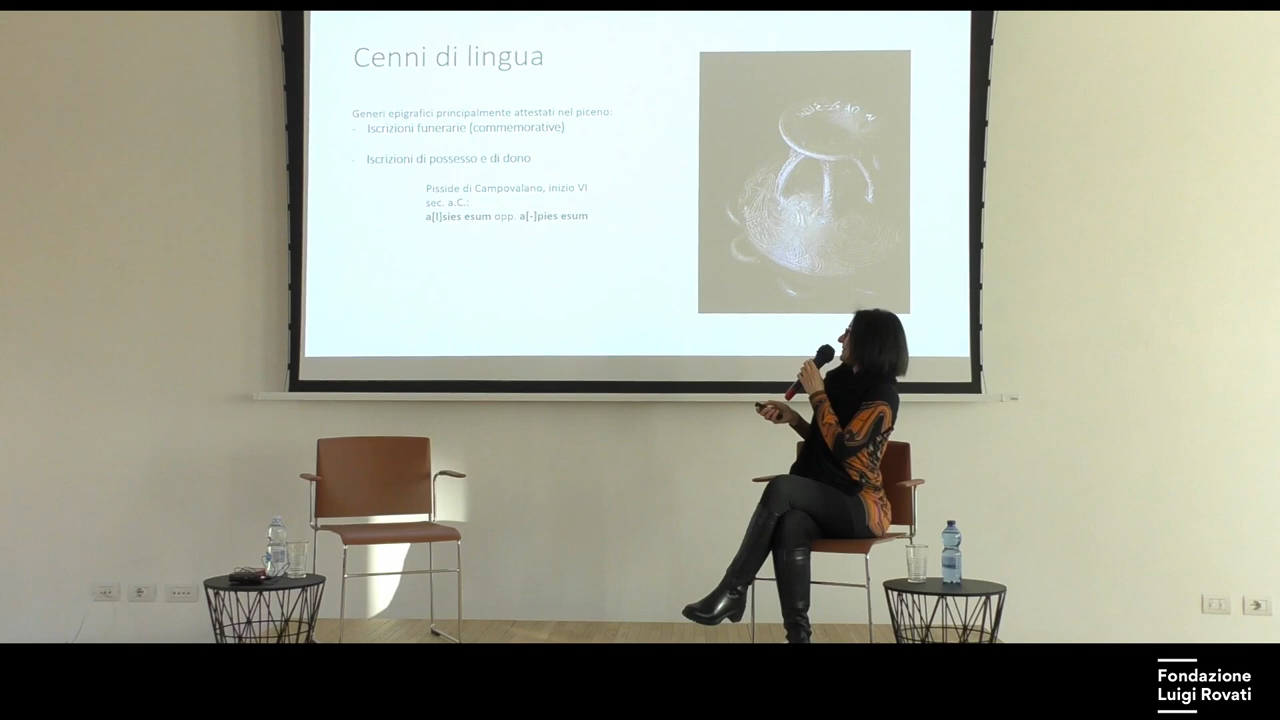 Cenni di lingua
Generi epigrafici principalmente attestati nel piceno:
- Iscrizioni funerarie (commemorative)
- Iscrizioni di possesso e di dono
Pisside di Campovalano, inizio VI
sec. a.C.:
a[l]sies esum opp. a[-]pies esum
Fondazione
Luigi Rovati